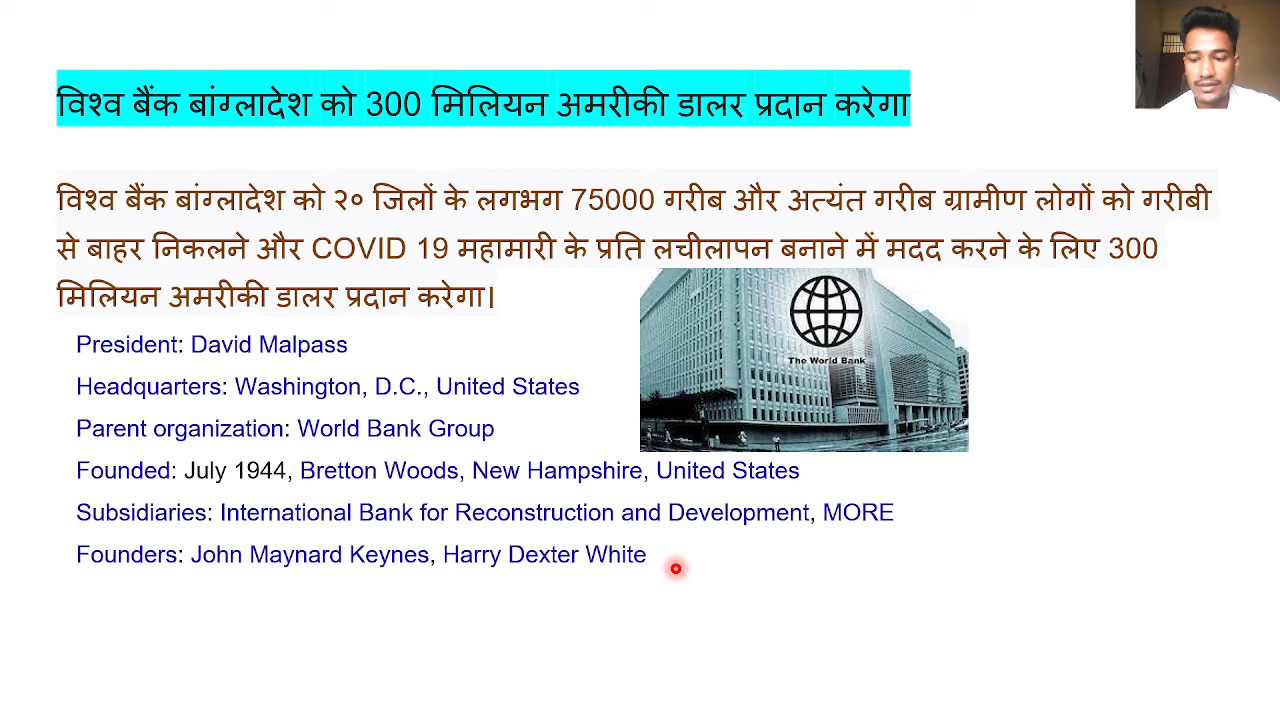 विश्व बैंक बांग्लादेश को 300 मिलियन अमरीकी डालर प्रदान करेगा
विश्व बैंक बांग्लादेश को २० जिलों के लगभग 75000 गरीब और अत्यंत गरीब ग्रामीण लोगों को गरीबी
से बाहर निकलने और COVID 19 महामारी के प्रति लचीलापन बनाने में मदद करने के लिए 300
मिलियन अमरीकी डालर प्रदान करेगा।
The World Bank
President: David Malpass
Headquarters: Washington, D.C., United States
Parent organization: World Bank Group
Founded: July 1944, Bretton Woods, New Hampshire, United States
Subsidiaries: International Bank for Reconstruction and Development, MORE
Founders: John Maynard Keynes, Harry Dexter White